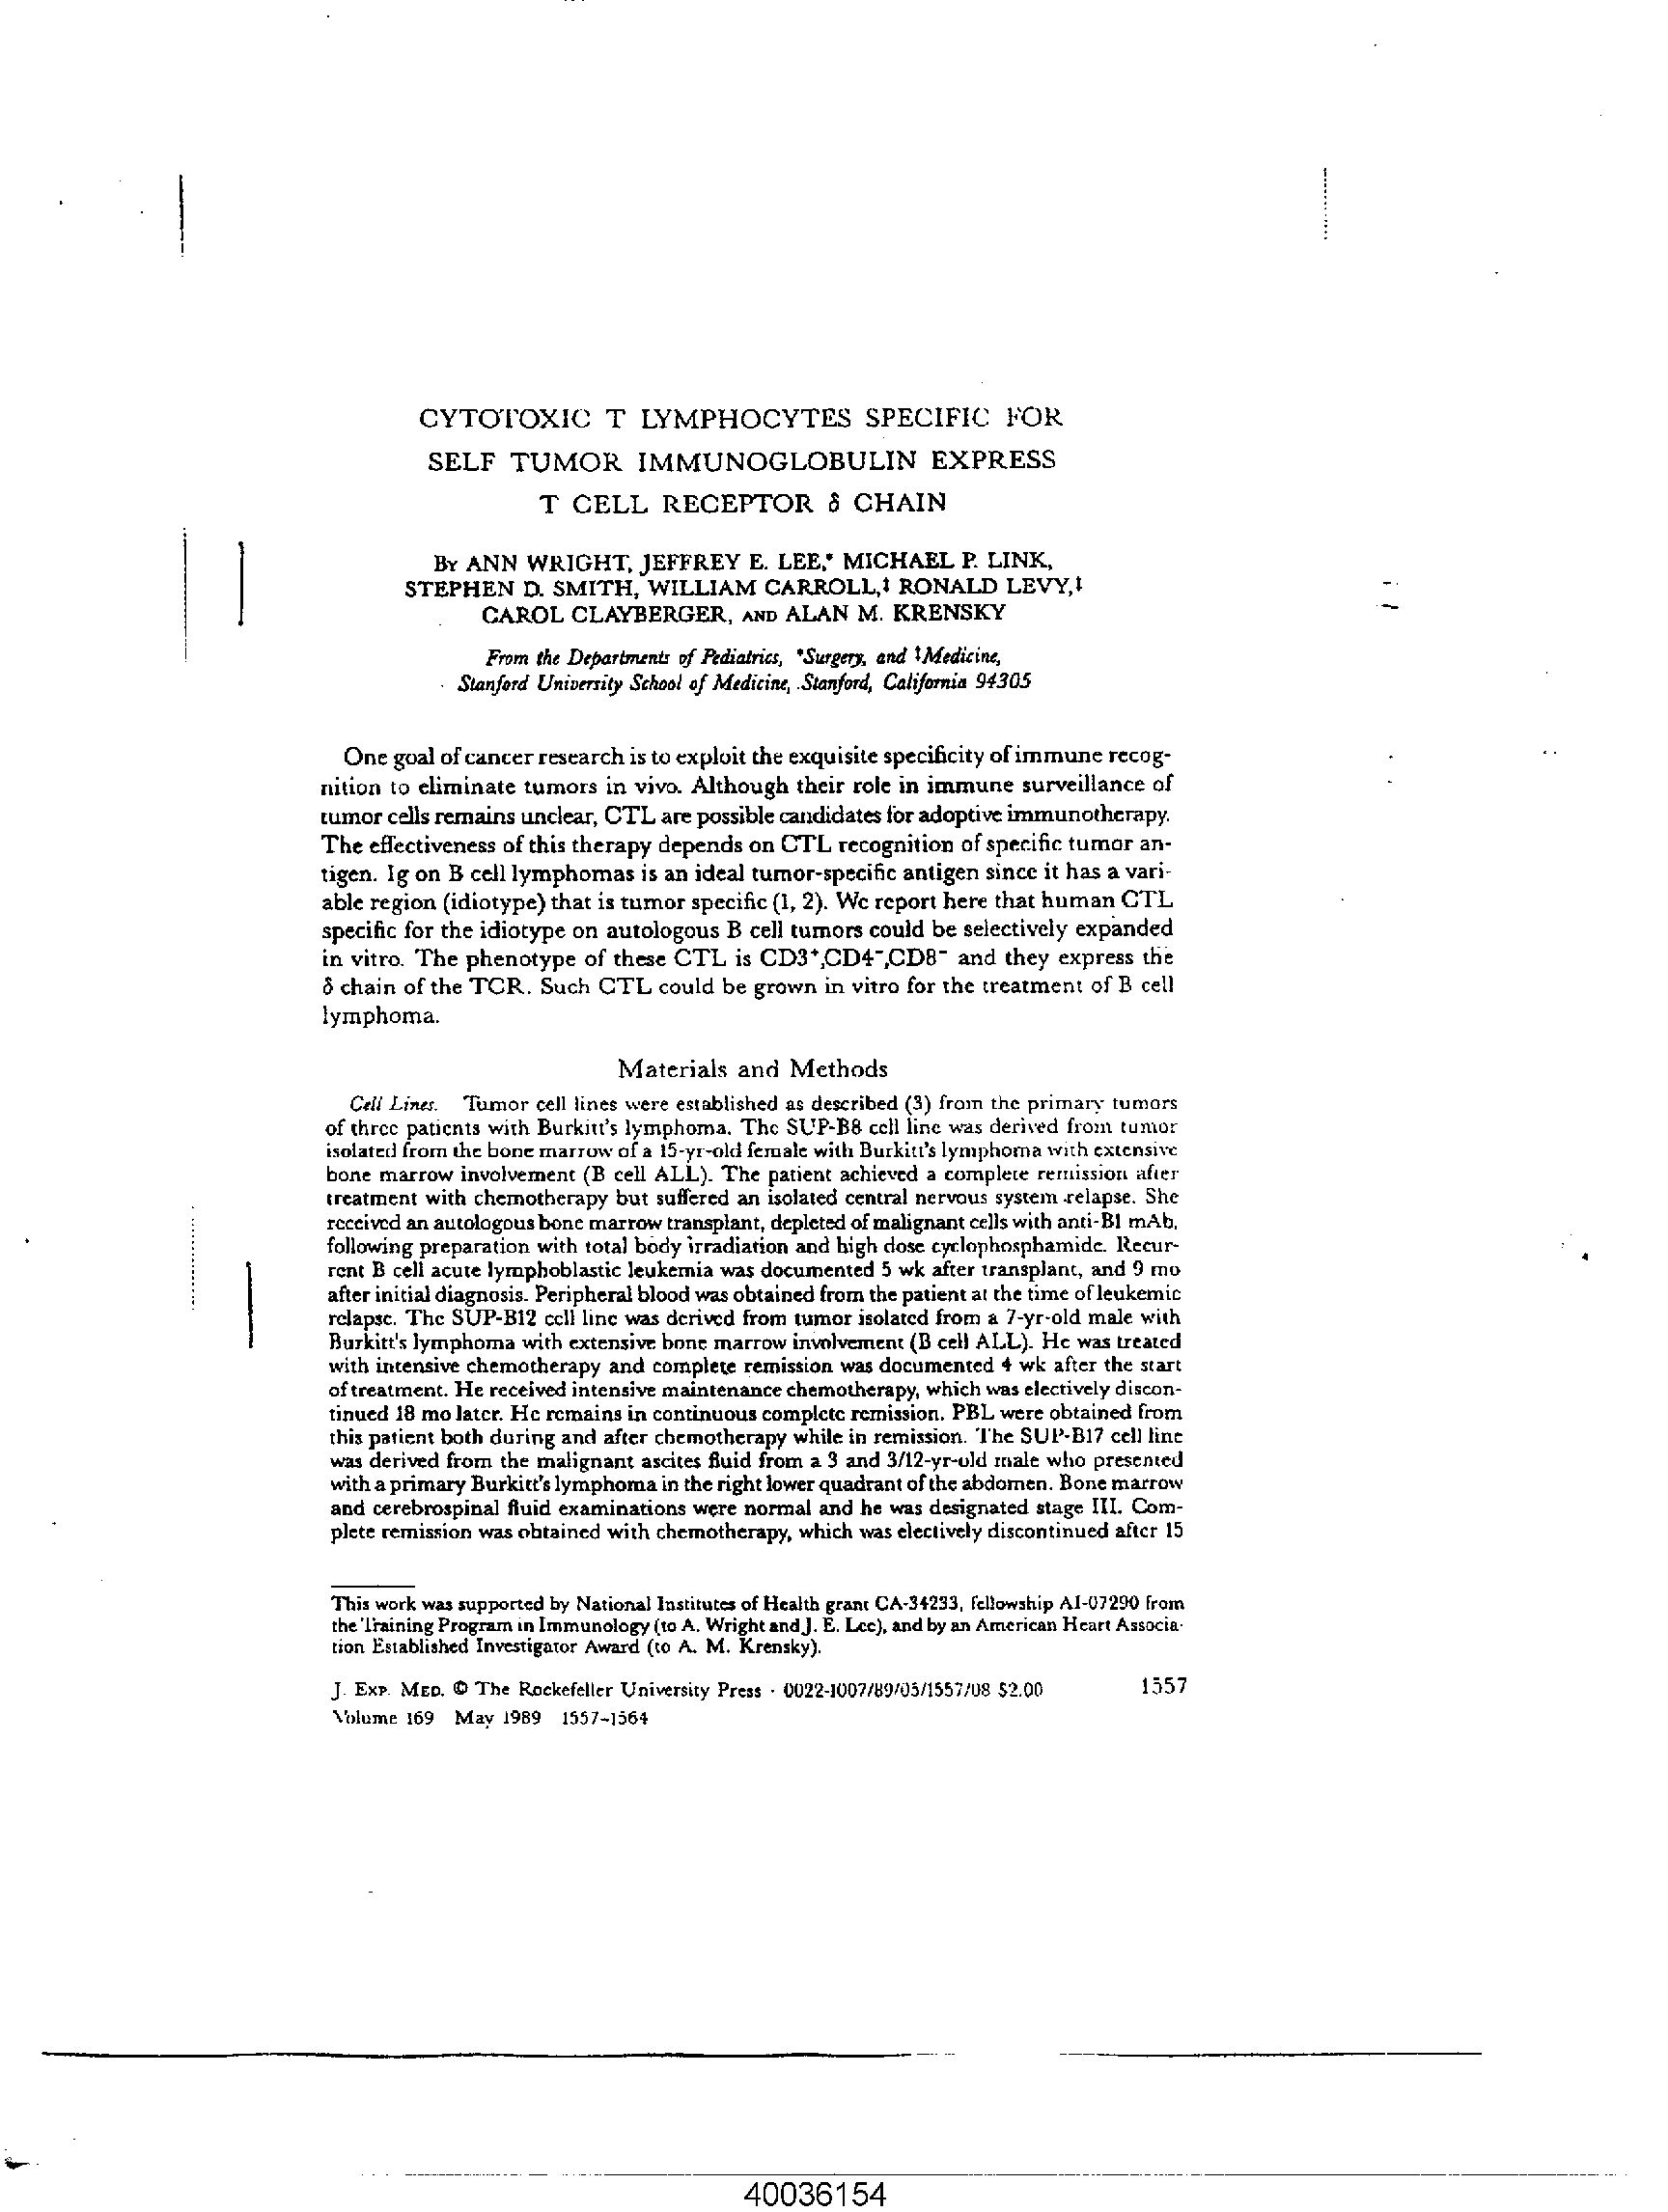 CYTOTOXIC T LYMPHOCYTES SPECIFIC FOR
SELF TUMOR IMMUNOGLOBULIN EXPRESS
T CELL RECEPTOR δ CHAIN
By ANN WRIGHT, JEFFREY E. LEE,* MICHAEL P. LINK,
STEPHEN D. SMITH, WILLIAM CARROLL,‡ RONALD LEVY,‡
CAROL CLAYBERGER, AND ALAN M. KRENSKY
From the Departments of Pediatrics, *Surgery, and ‡Medicine,
Stanford University School of Medicine, Stanford, California 94305
One goal of cancer research is to exploit the exquisite specificity of immune recog-
nition to eliminate tumors in vivo. Although their role in immune surveillance of
tumor cells remains unclear, CTL are possible candidates for adoptive immunotherapy.
The effectiveness of this therapy depends on CTL recognition of specific tumor an-
tigen. Ig on B cell lymphomas is an ideal tumor-specific antigen since it has a vari-
able region (idiotype) that is tumor specific (1, 2). We report here that human CTL
specific for the idiotype on autologous B cell tumors could be selectively expanded
in vitro. The phenotype of these CTL is CD3⁺,CD4⁻,CD8⁻ and they express the
δ chain of the TCR. Such CTL could be grown in vitro for the treatment of B cell
lymphoma.
Materials and Methods
Cell Lines. Tumor cell lines were established as described (3) from the primary tumors
of three patients with Burkitt's lymphoma. The SUP-B8 cell line was derived from tumor
isolated from the bone marrow of a 15-yr-old female with Burkitt's lymphoma with extensive
bone marrow involvement (B cell ALL). The patient achieved a complete remission after
treatment with chemotherapy but suffered an isolated central nervous system relapse. She
received an autologous bone marrow transplant, depleted of malignant cells with anti-B1 mAb,
following preparation with total body irradiation and high dose cyclophosphamide. Recur-
rent B cell acute lymphoblastic leukemia was documented 5 wk after transplant, and 9 mo
after initial diagnosis. Peripheral blood was obtained from the patient at the time of leukemic
relapse. The SUP-B12 cell line was derived from tumor isolated from a 7-yr-old male with
Burkitt's lymphoma with extensive bone marrow involvement (B cell ALL). He was treated
with intensive chemotherapy and complete remission was documented 4 wk after the start
of treatment. He received intensive maintenance chemotherapy, which was electively discon-
tinued 18 mo later. He remains in continuous complete remission. PBL were obtained from
this patient both during and after chemotherapy while in remission. The SUP-B17 cell line
was derived from the malignant ascites fluid from a 3 and 3/12-yr-old male who presented
with a primary Burkitt's lymphoma in the right lower quadrant of the abdomen. Bone marrow
and cerebrospinal fluid examinations were normal and he was designated stage III. Com-
plete remission was obtained with chemotherapy, which was electively discontinued after 15
This work was supported by National Institutes of Health grant CA-34233, fellowship AI-07290 from
the Training Program in Immunology (to A. Wright and J. E. Lee), and by an American Heart Associa-
tion Established Investigator Award (to A. M. Krensky).
J. EXP. MED. © The Rockefeller University Press · 0022-1007/89/05/1557/08 $2.00 1557
Volume 169 May 1989 1557-1564
40036154